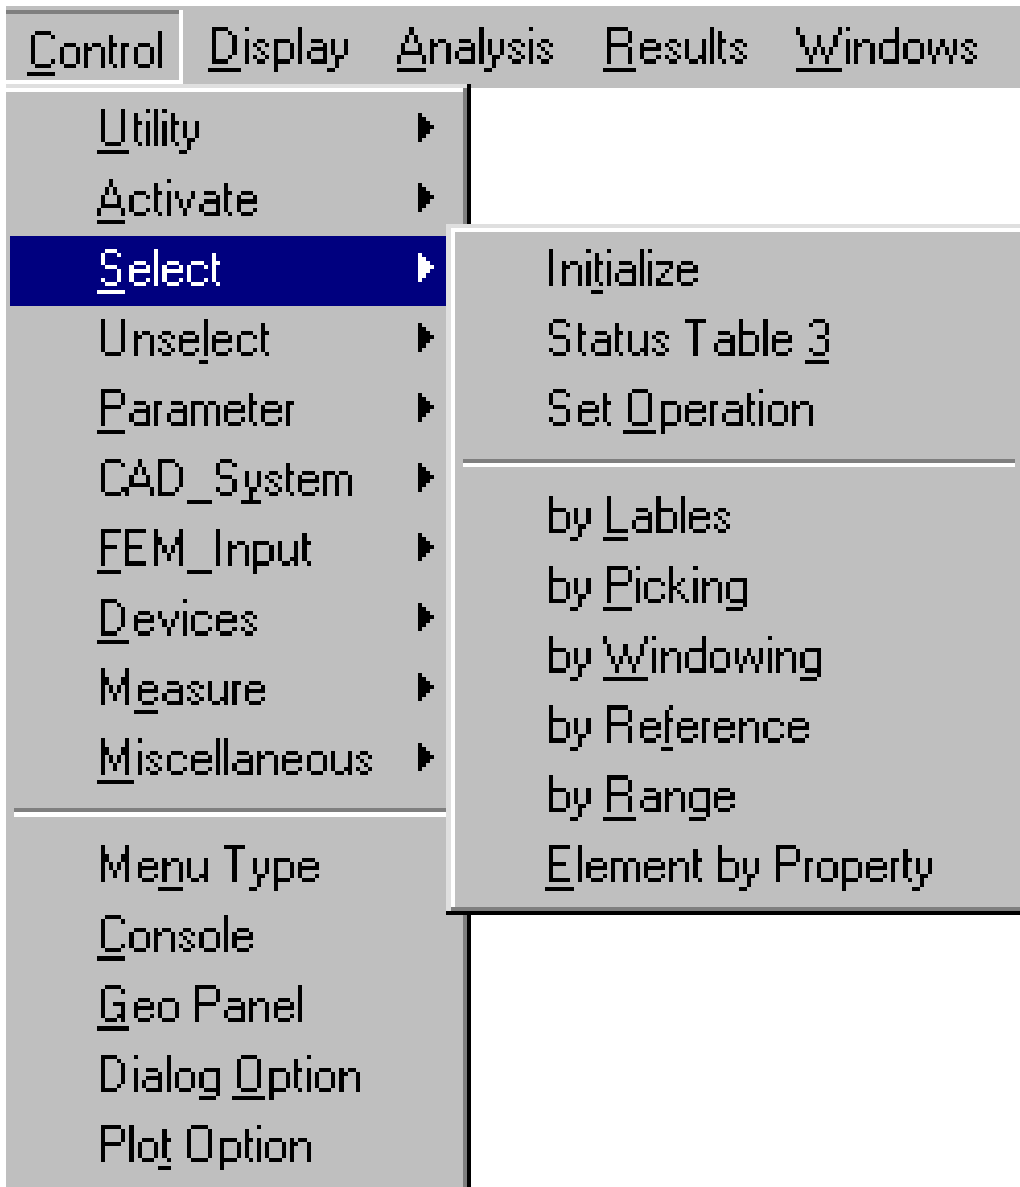 Control Display Analysis Results Windows
Utility
Activate
Select
Unselect
Parameter
CAD_System
FEM_Input
Devices
Measure
Miscellaneous
Menu Type
Console
Geo Panel
Dialog Option
Plot Option
Initialize
Status Table 3
Set Operation
by Lables
by Picking
by Windowing
by Reference
by Range
Element by Property